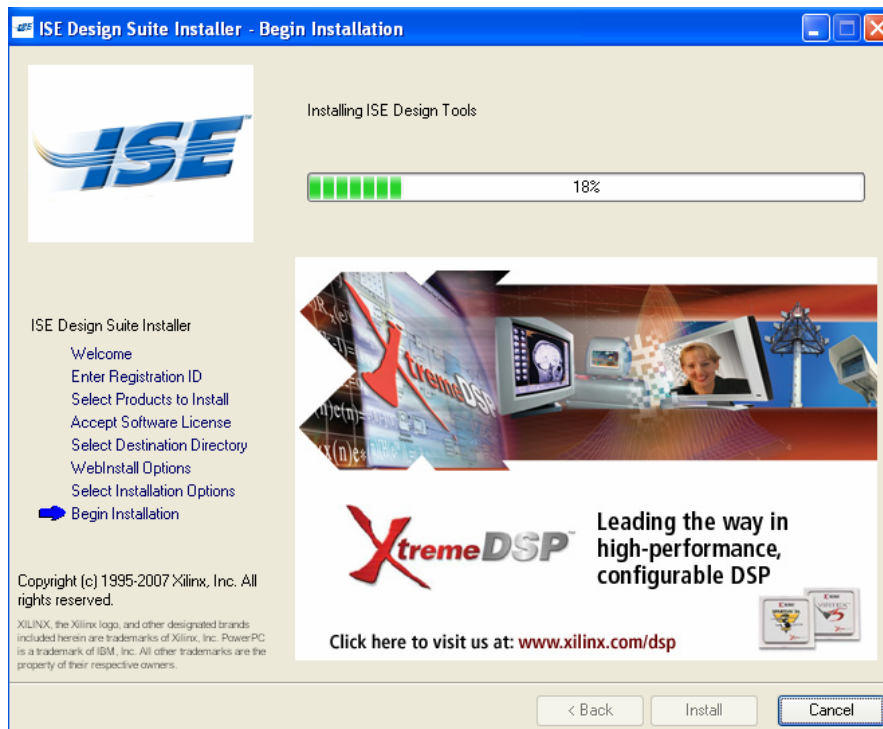 ISE Design Suite Installer - Begin Installation
ISE
Installing ISE Design Tools
18%
ISE Design Suite Installer
Welcome
Enter Registration ID
Select Products to Install
Accept Software License
Select Destination Directory
WebInstall Options
Select Installation Options
Begin Installation
Copyright (c) 1995-2007 Xilinx, Inc. All
rights reserved.
XILINX, the Xilinx logo, and other designated brands
included herein are trademarks of Xilinx, Inc. PowerPC
is a trademark of IBM, Inc. All other trademarks are the
property of their respective owners.
XtremeDSP
XtremeDSP™
Leading the way in
high-performance,
configurable DSP
Click here to visit us at: www.xilinx.com/dsp
< Back
Install
Cancel